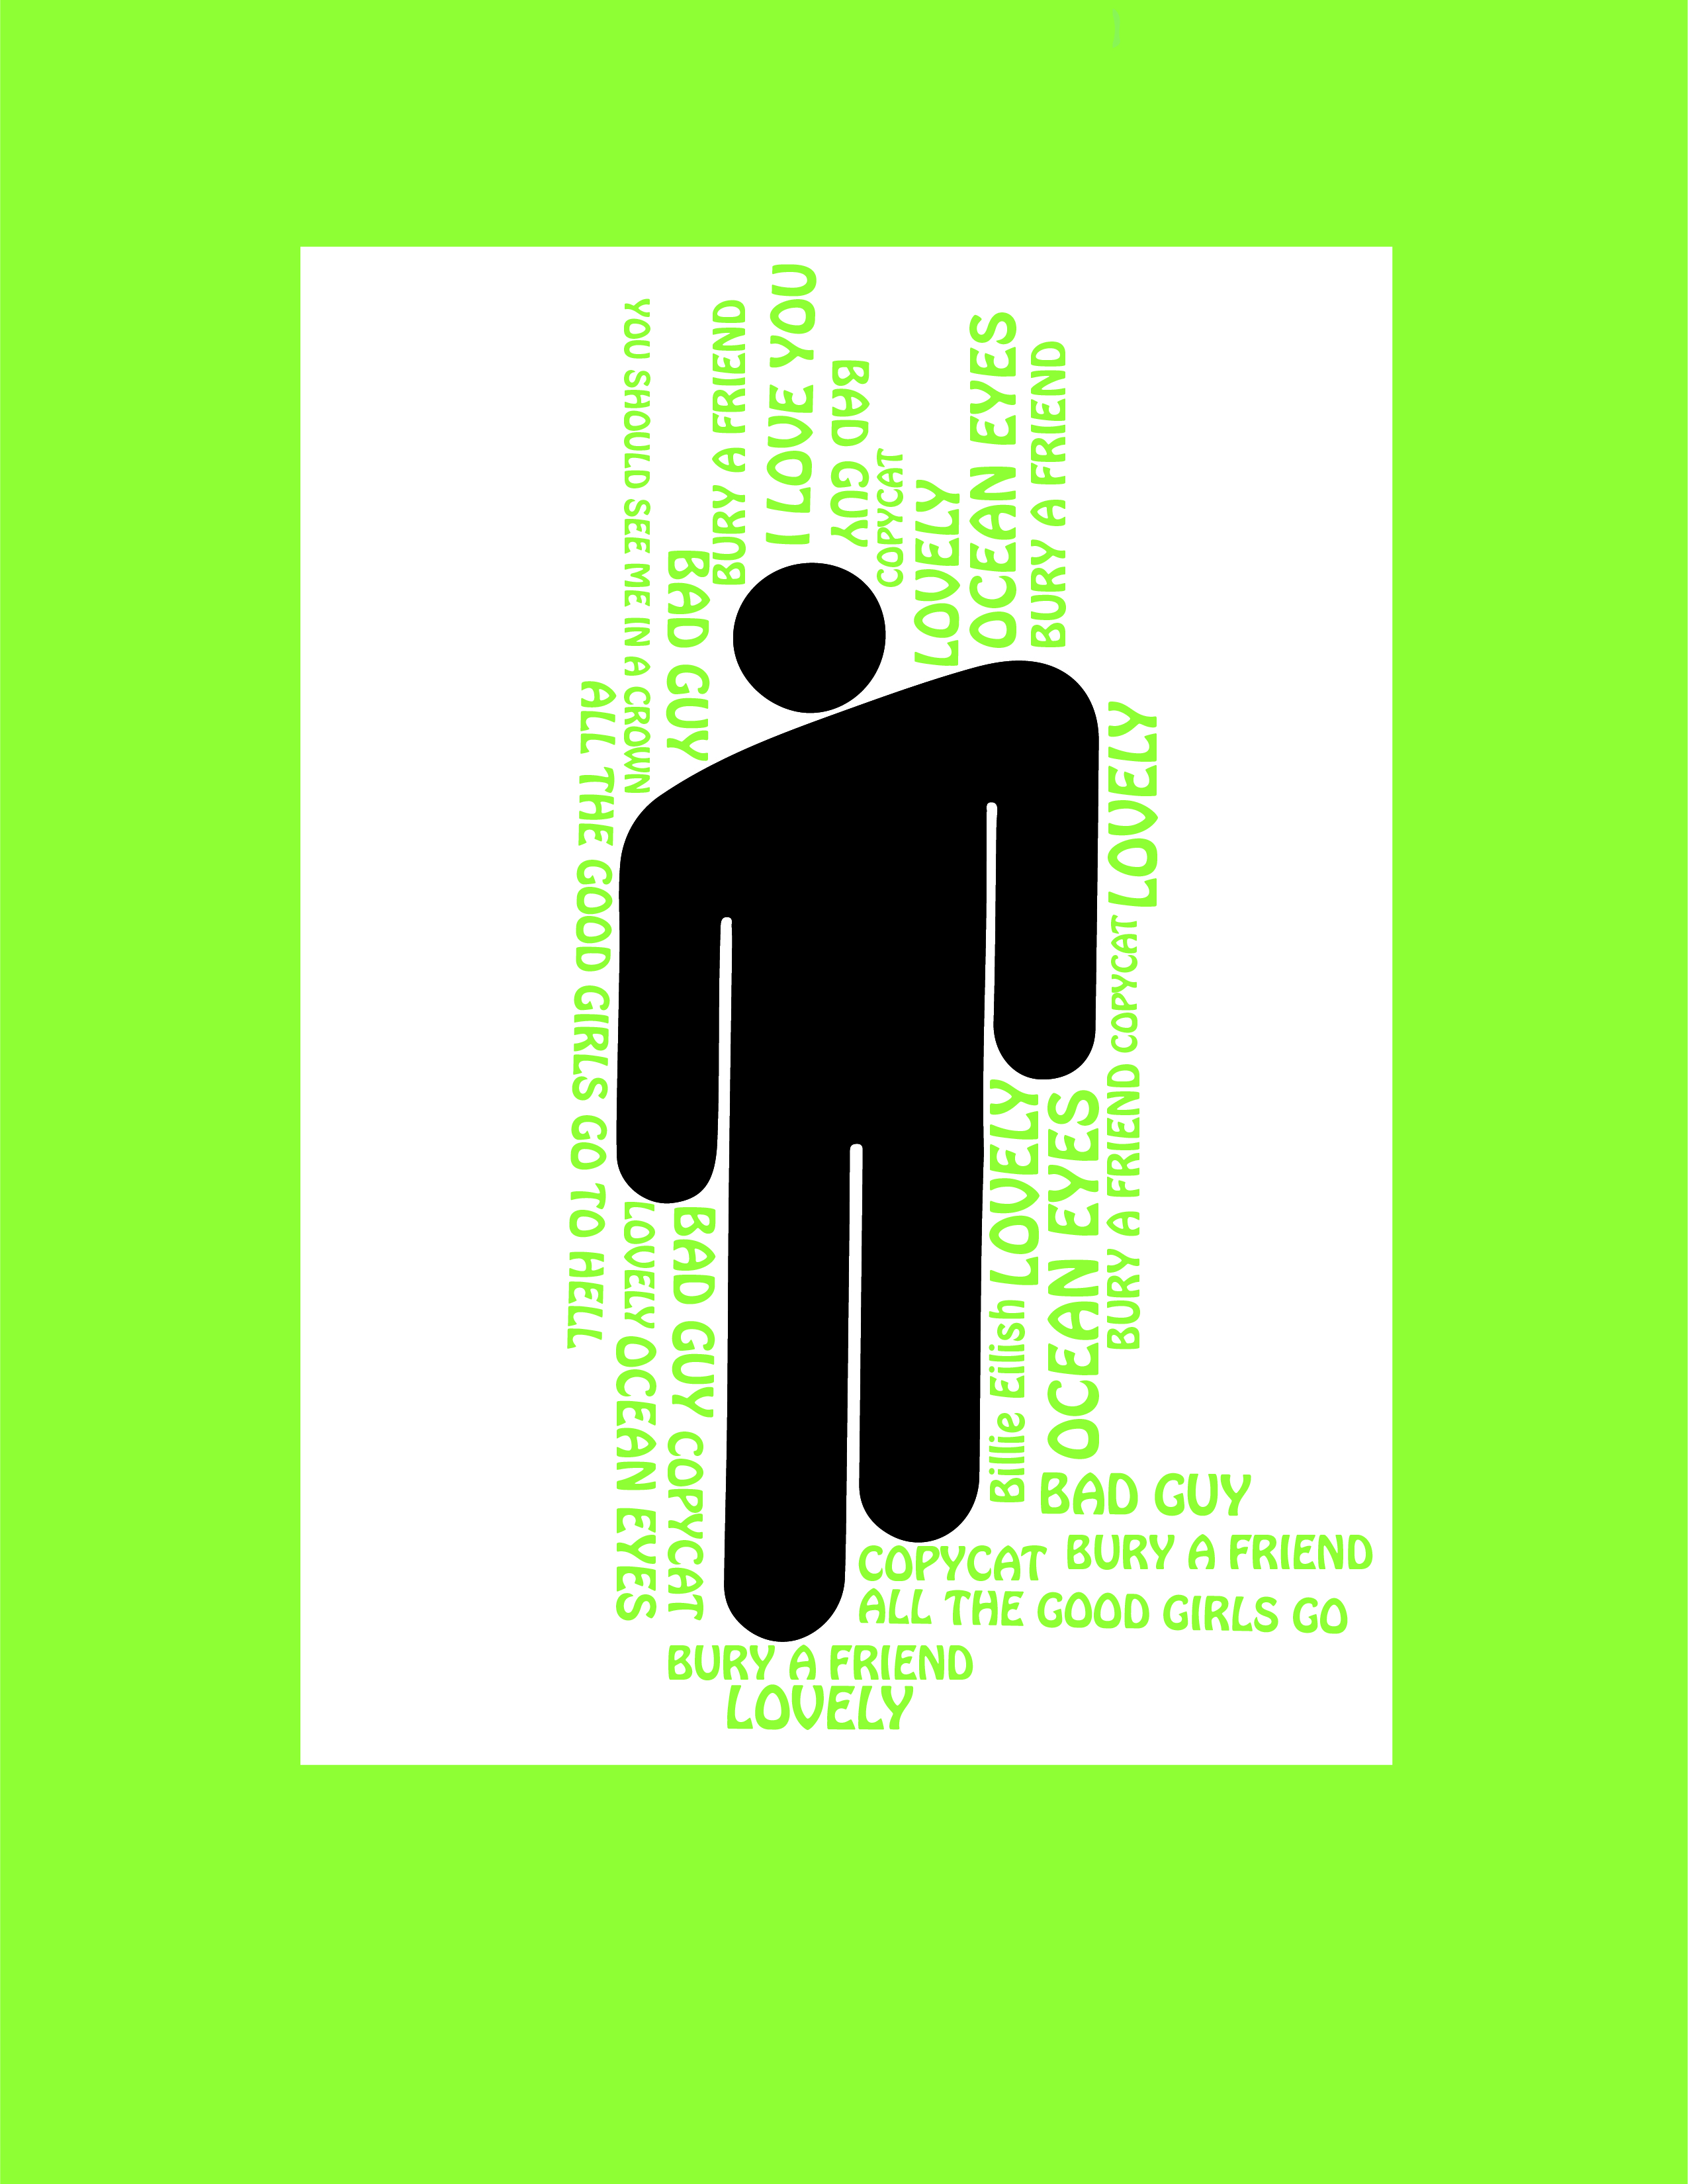 YOU SHOULD SEE ME IN A CROWN
BURY A FRIEND
I LOVE YOU
BAD GUY
COPYCAT
LOVELY
OCEAN EYES
BURY A FRIEND
BAD GUY
ALL THE GOOD GIRLS GO TO HELL
LOVELY
COPYCAT
BURY A FRIEND
LOVELY
OCEAN EYES
Billie Eilish
LOVELY
OCEAN EYES
BAD GUY
COPYCAT
BAD GUY
COPYCAT
BURY A FRIEND
ALL THE GOOD GIRLS GO
BURY A FRIEND
LOVELY